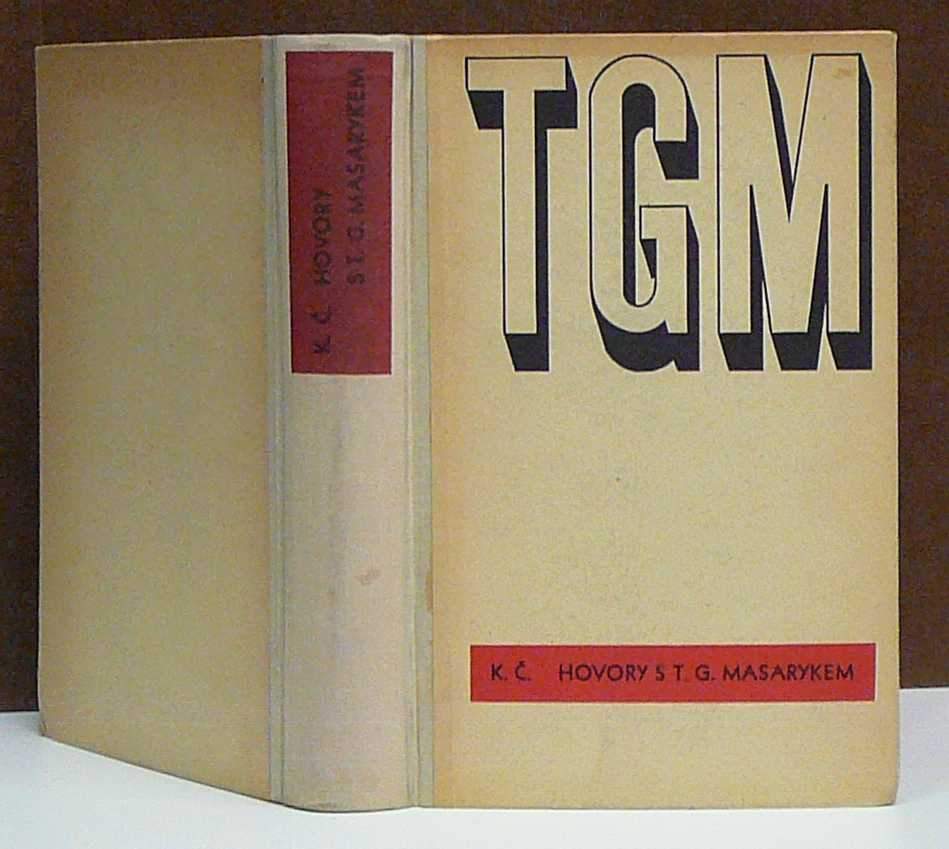 K. Č. HOVORY
S T. G. MASARYKEM
TGM
K. Č. HOVORY S T. G. MASARYKEM